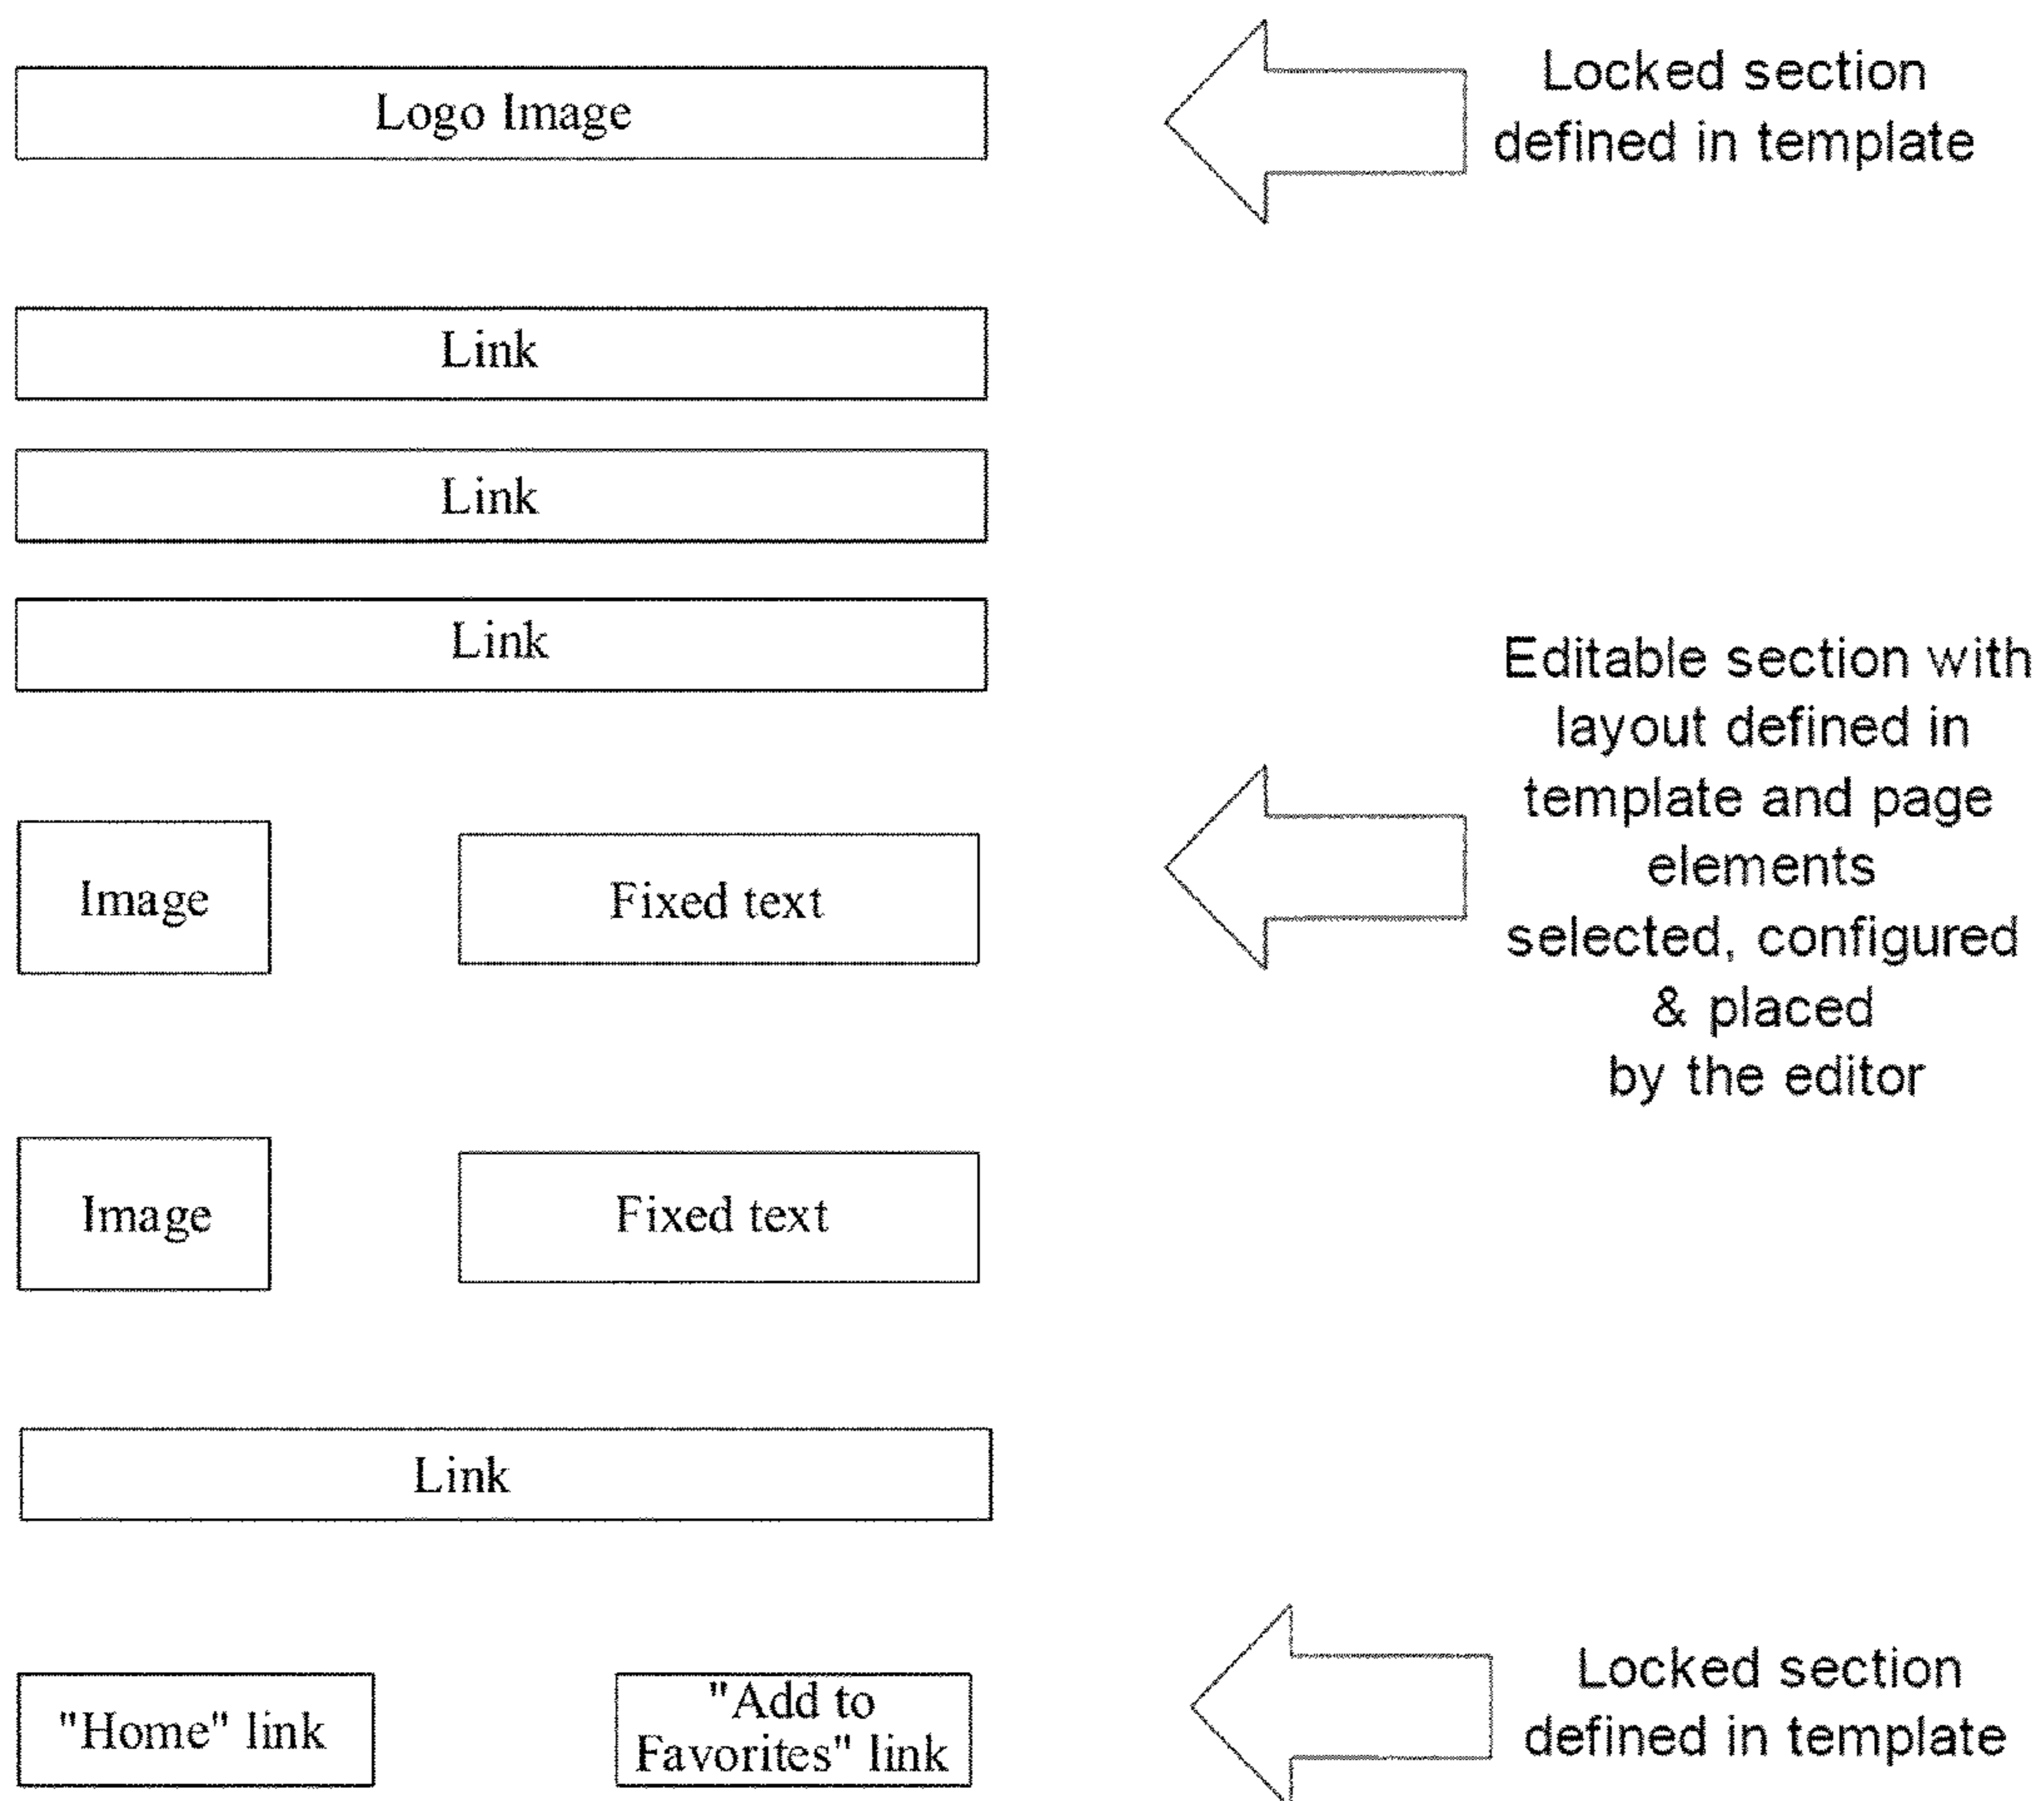 Logo Image
Locked section
defined in template
Link
Link
Link
Editable section with
layout defined in
template and page
elements
selected, configured
& placed
by the editor
Image
Fixed text
Image
Fixed text
Link
"Home" link
"Add to
Favorites" link
Locked section
defined in template